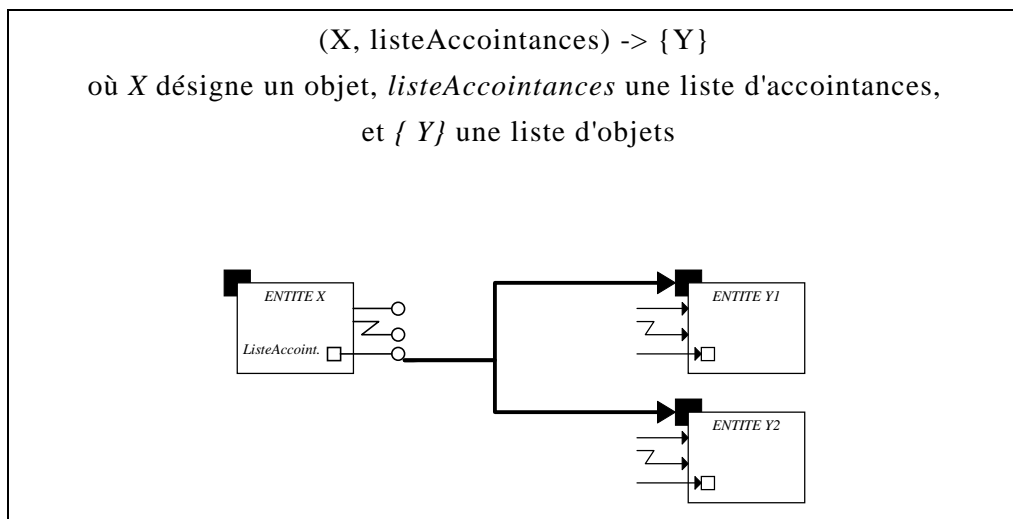 (X, listeAccointances) -> {Y}
où X désigne un objet, listeAccointances une liste d'accointances,
et { Y} une liste d'objets
ENTITE X
ListeAccoint.
ENTITE Y1
ENTITE Y2